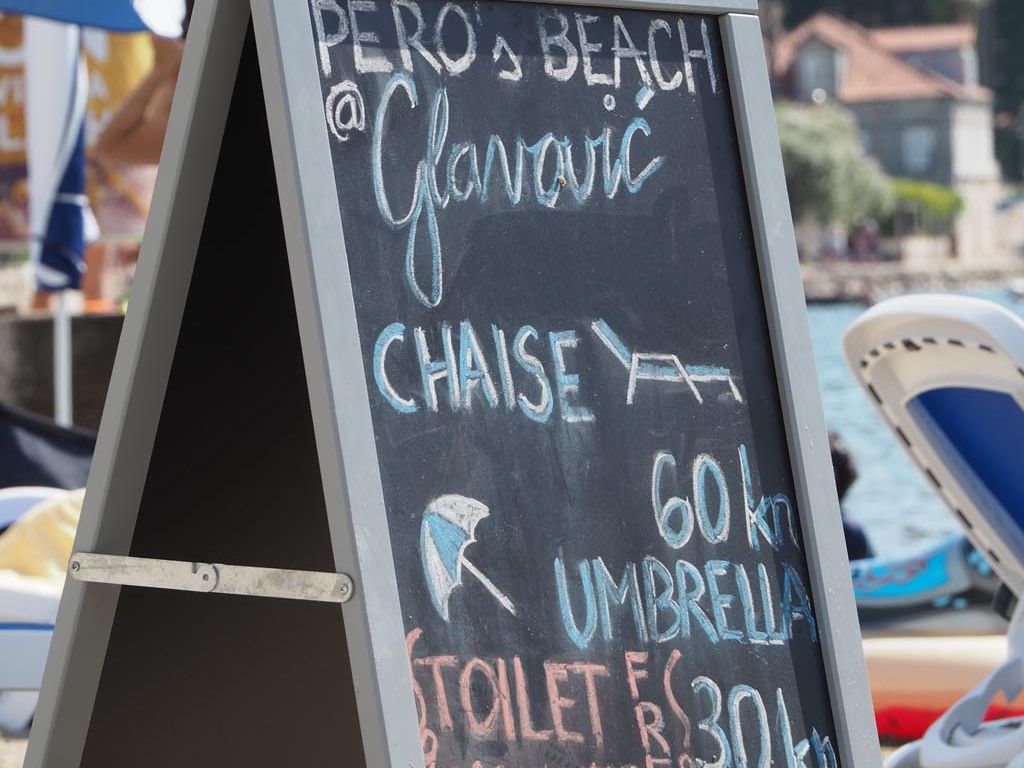 PERO's BEACH
@ Glavović
CHAISE
60 kn
UMBRELLA
30 kn
TOILET